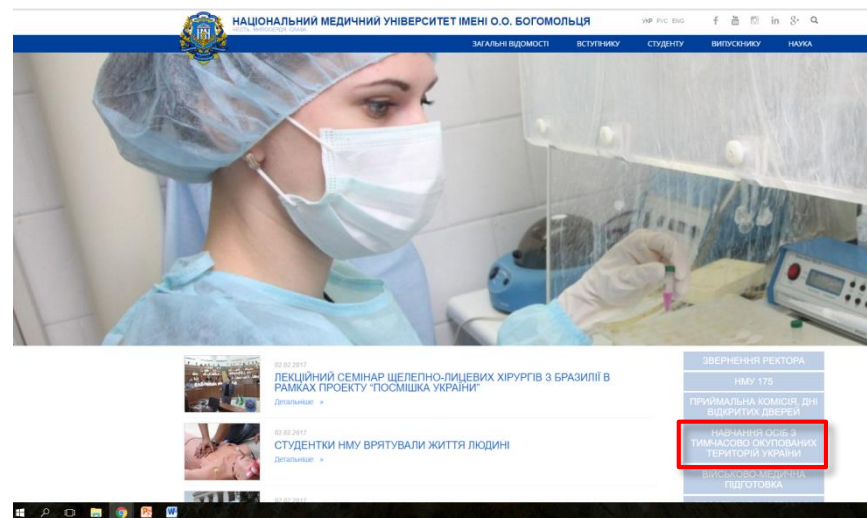 НАЦІОНАЛЬНИЙ МЕДИЧНИЙ УНІВЕРСИТЕТ ІМЕНІ О.О. БОГОМОЛЬЦЯ
УКР РУС ENG
ЗАГАЛЬНІ ВІДОМОСТІ ВСТУПНИКУ СТУДЕНТУ ВИПУСКНИКУ НАУКА
02.02.2017
ЛЕКЦІЙНИЙ СЕМІНАР ЩЕЛЕПНО-ЛИЦЕВИХ ХІРУРГІВ З БРАЗИЛІЇ В
РАМКАХ ПРОЕКТУ "ПОСМІШКА УКРАЇНИ"
Детальніше »
02.02.2017
СТУДЕНТКИ НМУ ВРЯТУВАЛИ ЖИТТЯ ЛЮДИНІ
Детальніше »
02.02.2017
ЗВЕРНЕННЯ РЕКТОРА
НМУ 175
ПРИЙМАЛЬНА КОМІСІЯ, ДНІ
ВІДКРИТИХ ДВЕРЕЙ
НАВЧАННЯ ОСІБ З
ТИМЧАСОВО ОКУПОВАНИХ
ТЕРИТОРІЙ УКРАЇНИ
ВІЙСЬКОВО-МЕДИЧНА
ПІДГОТОВКА